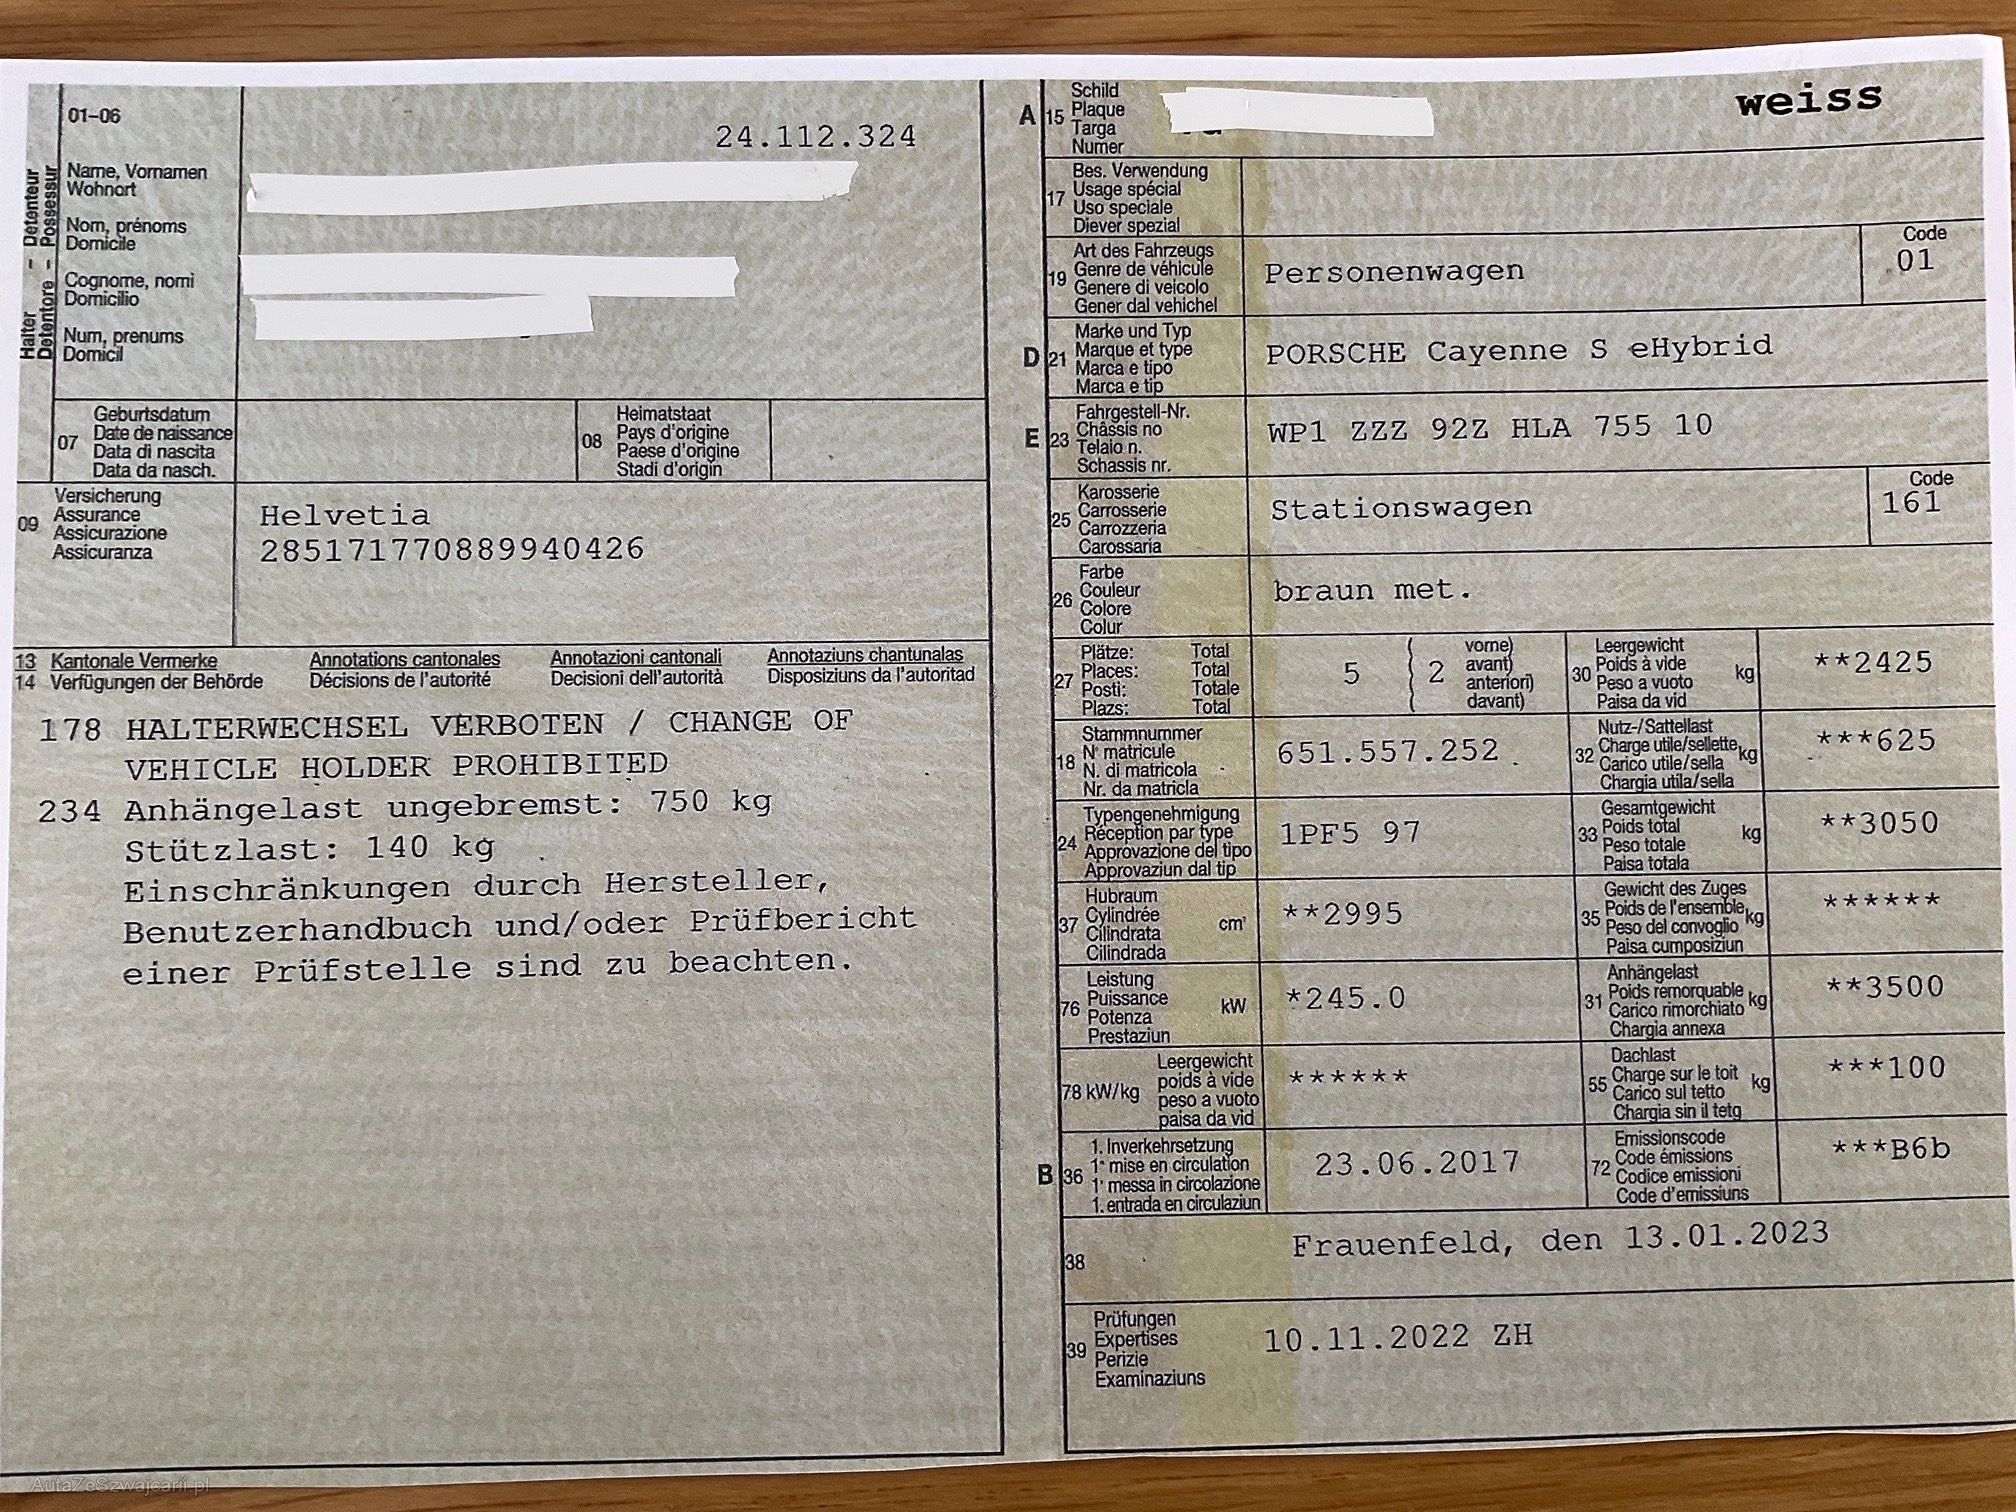 01-06
24.112.324
Halter - Détenteur
Detentore - Possessur
Name, Vornamen
Wohnort
Nom, prénoms
Domicile
Cognome, nomi
Domicilio
Num, prenums
Domicil
07
Geburtsdatum
Date de naissance
Data di nascita
Data da nasch.
08
Heimatstaat
Pays d'origine
Paese d'origine
Stadi d'origin
09
Versicherung
Assurance
Assicurazione
Assicuranza
Helvetia
285171770889940426
13 Kantonale Vermerke Annotations cantonales Annotazioni cantonali Annotaziuns chantunalas
14 Verfügungen der Behörde Décisions de l'autorité Decisioni dell'autorità Disposiziuns da l'autoritad
178 HALTERWECHSEL VERBOTEN / CHANGE OF
VEHICLE HOLDER PROHIBITED
234 Anhängelast ungebremst: 750 kg
Stützlast: 140 kg
Einschränkungen durch Hersteller,
Benutzerhandbuch und/oder Prüfbericht
einer Prüfstelle sind zu beachten.
A 15
Schild
Plaque
Targa
Numer
weiss
17
Bes. Verwendung
Usage spécial
Uso speciale
Diever spezial
19
Art des Fahrzeugs
Genre de véhicule
Genere di veicolo
Gener dal vehichel
Personenwagen
Code
01
D 21
Marke und Typ
Marque et type
Marca e tipo
Marca e tip
PORSCHE Cayenne S eHybrid
E 23
Fahrgestell-Nr.
Châssis no
Telaio n.
Schassis nr.
WP1 ZZZ 92Z HLA 755 10
25
Karosserie
Carrosserie
Carrozzeria
Carossaria
Stationswagen
Code
161
26
Farbe
Couleur
Colore
Colur
braun met.
27
Plätze: Total
Places: Total
Posti: Totale
Plazs: Total
5 ( 2
vorne)
avant)
anteriori)
davant)
30
Leergewicht
Poids à vide
Peso a vuoto
Paisa da vid
kg
**2425
18
Stammnummer
N° matricule
N. di matricola
Nr. da matricla
651.557.252
32
Nutz-/Sattellast
Charge utile/sellette
Carico utile/sella
Chargia utila/sella
kg
***625
24
Typengenehmigung
Réception par type
Approvazione del tipo
Approvaziun dal tip
1PF5 97
33
Gesamtgewicht
Poids total
Peso totale
Paisa totala
kg
**3050
37
Hubraum
Cylindrée
Cilindrata
Cilindrada
cm³
**2995
35
Gewicht des Zuges
Poids de l'ensemble
Peso del convoglio
Paisa cumposiziun
kg
******
76
Leistung
Puissance
Potenza
Prestaziun
kW
*245.0
31
Anhängelast
Poids remorquable
Carico rimorchiato
Chargia annexa
kg
**3500
78 kW/kg
Leergewicht
poids à vide
peso a vuoto
paisa da vid
******
55
Dachlast
Charge sur le toit
Carico sul tetto
Chargia sin il tetg
kg
***100
B 36
1. Inverkehrsetzung
1° mise en circulation
1° messa in circolazione
1. entrada en circulaziun
23.06.2017
72
Emissionscode
Code émissions
Codice emissioni
Code d'emissiuns
***B6b
38
Frauenfeld, den 13.01.2023
39
Prüfungen
Expertises
Perizie
Examinaziuns
10.11.2022 ZH
AutaZeSzwajcarii.pl